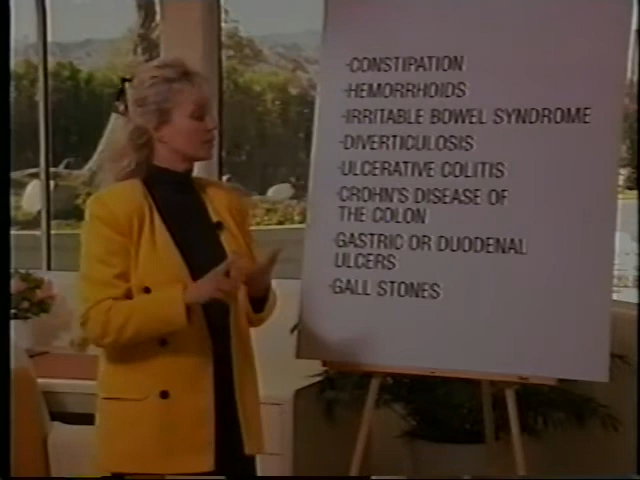 ·CONSTIPATION
·HEMORRHOIDS
·IRRITABLE BOWEL SYNDROME
·DIVERTICULOSIS
·ULCERATIVE COLITIS
·CROHN'S DISEASE OF
THE COLON
·GASTRIC OR DUODENAL
ULCERS
·GALL STONES